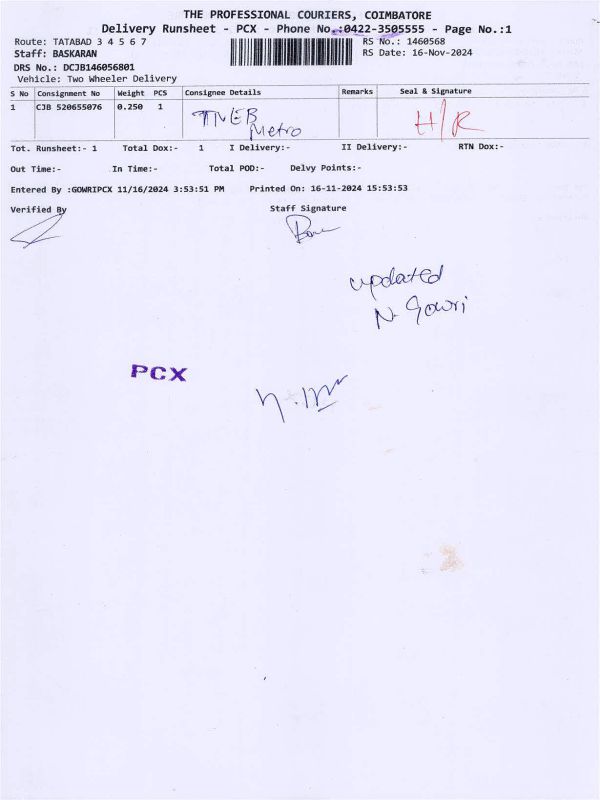 THE PROFESSIONAL COURIERS, COIMBATORE
Delivery Runsheet - PCX - Phone No.:0422-3505555 - Page No.:1
Route: TATABAD 3 4 5 6 7
RS No.: 1460568
Staff: BASKARAN
RS Date: 16-Nov-2024
DRS No.: DCJB146056801
Vehicle: Two Wheeler Delivery
S No Consignment No Weight PCS Consignee Details Remarks Seal & Signature
1 CJB 520655076 0.250 1 TNEB H/R
Metro
Tot. Runsheet:- 1 Total Dox:- 1 I Delivery:- II Delivery:- RTN Dox:-
Out Time:- In Time:- Total POD:- Delvy Points:-
Entered By :GOWRIPCX 11/16/2024 3:53:51 PM Printed On: 16-11-2024 15:53:53
Verified By Staff Signature
updated
N. Gowri
PCX